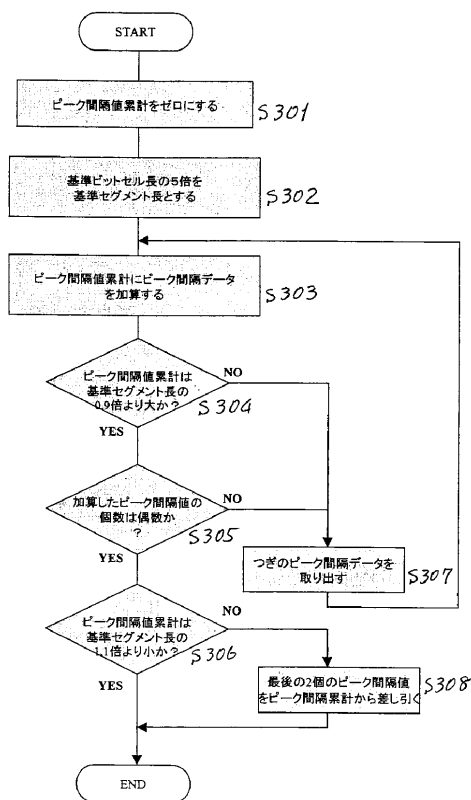 START
ピーク間隔値累計をゼロにする
S301
基準ビットセル長の5倍を
基準セグメント長とする
S302
ピーク間隔値累計にピーク間隔データ
を加算する
S303
ピーク間隔値累計は
基準セグメント長の
0.9倍より大か?
NO
S304
YES
加算したピーク間隔値の
個数は偶数か
?
NO
S305
YES
つぎのピーク間隔データを
取り出す
S307
ピーク間隔値累計は
基準セグメント長の
1.1倍より小か?
NO
S306
YES
最後の2個のピーク間隔値
をピーク間隔累計から差し引く
S308
END